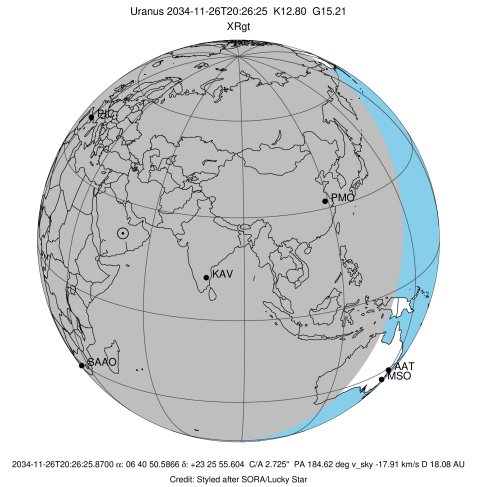 Uranus 2034-11-26T20:26:25 K12.80 G15.21
XRgt
PIC
PMO
KAV
SAAO
AAT
MSO
2034-11-26T20:26:25.8700 α: 06 40 50.5866 δ: +23 25 55.604 C/A 2.725" PA 184.62 deg v_sky -17.91 km/s D 18.08 AU
Credit: Styled after SORA/Lucky Star